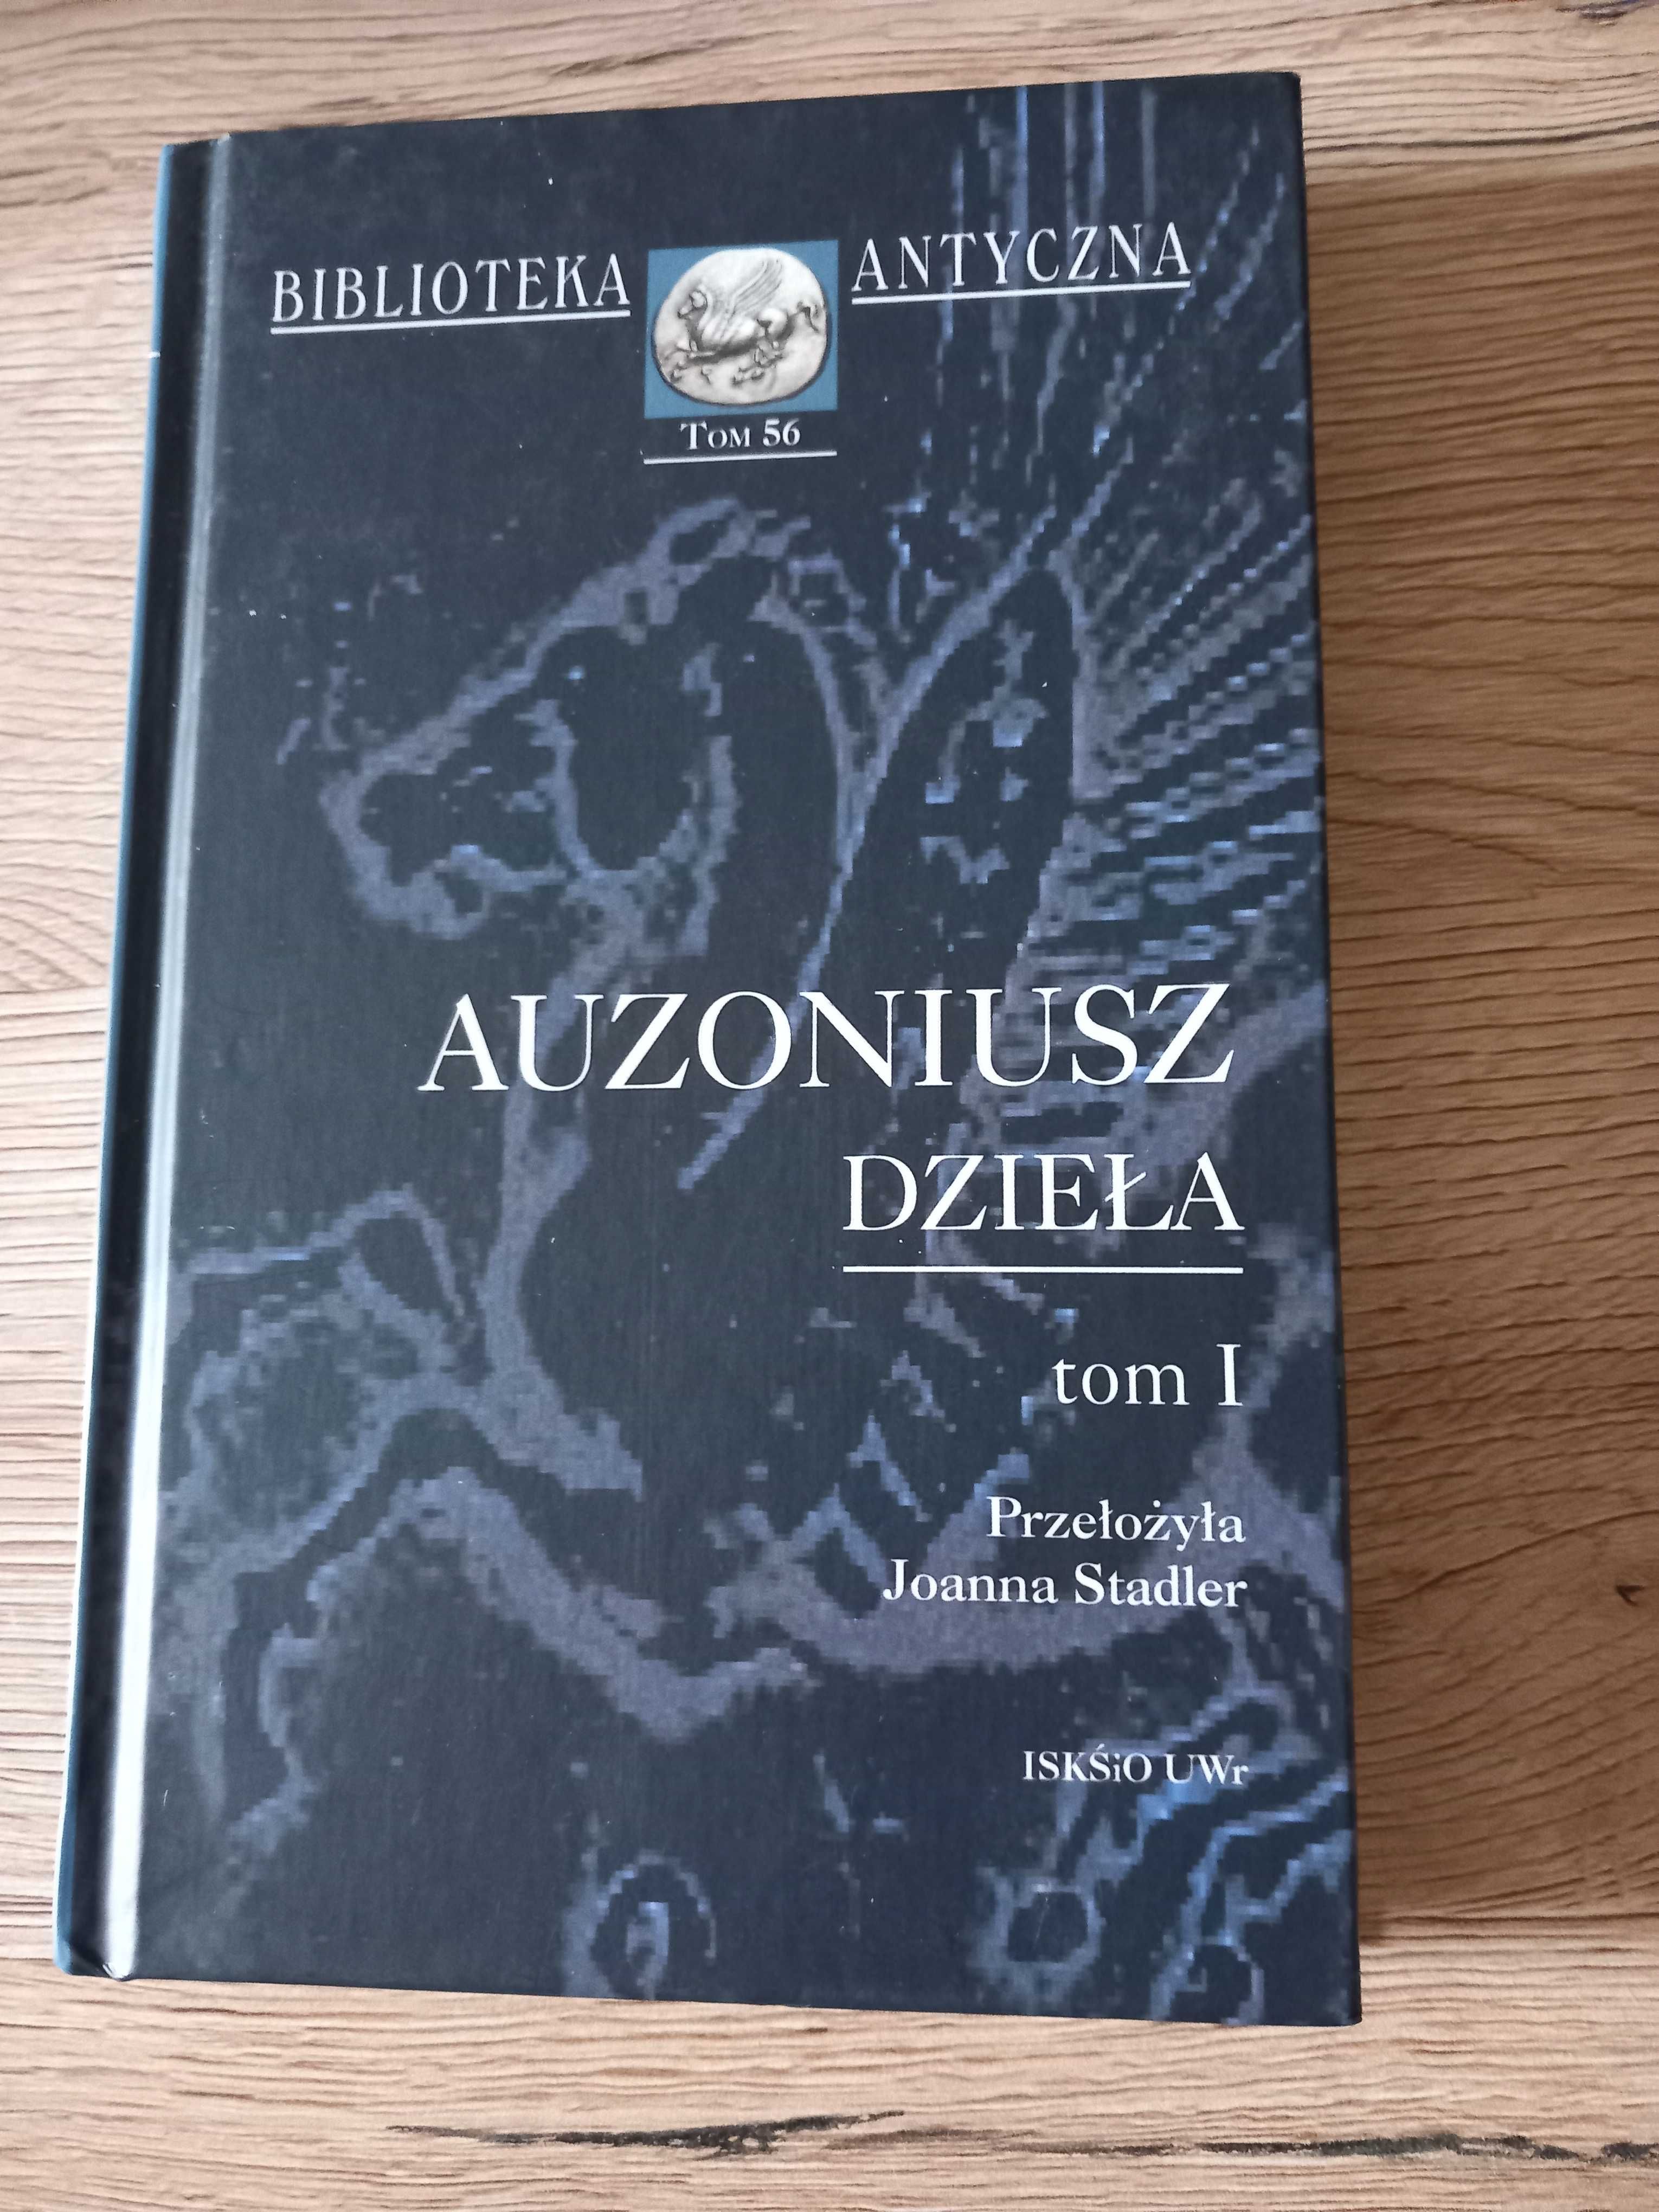 BIBLIOTEKA ANTYCZNA
TOM 56
AUZONIUSZ
DZIEŁA
tom I
Przełożyła
Joanna Stadler
ISKŚiO UWr